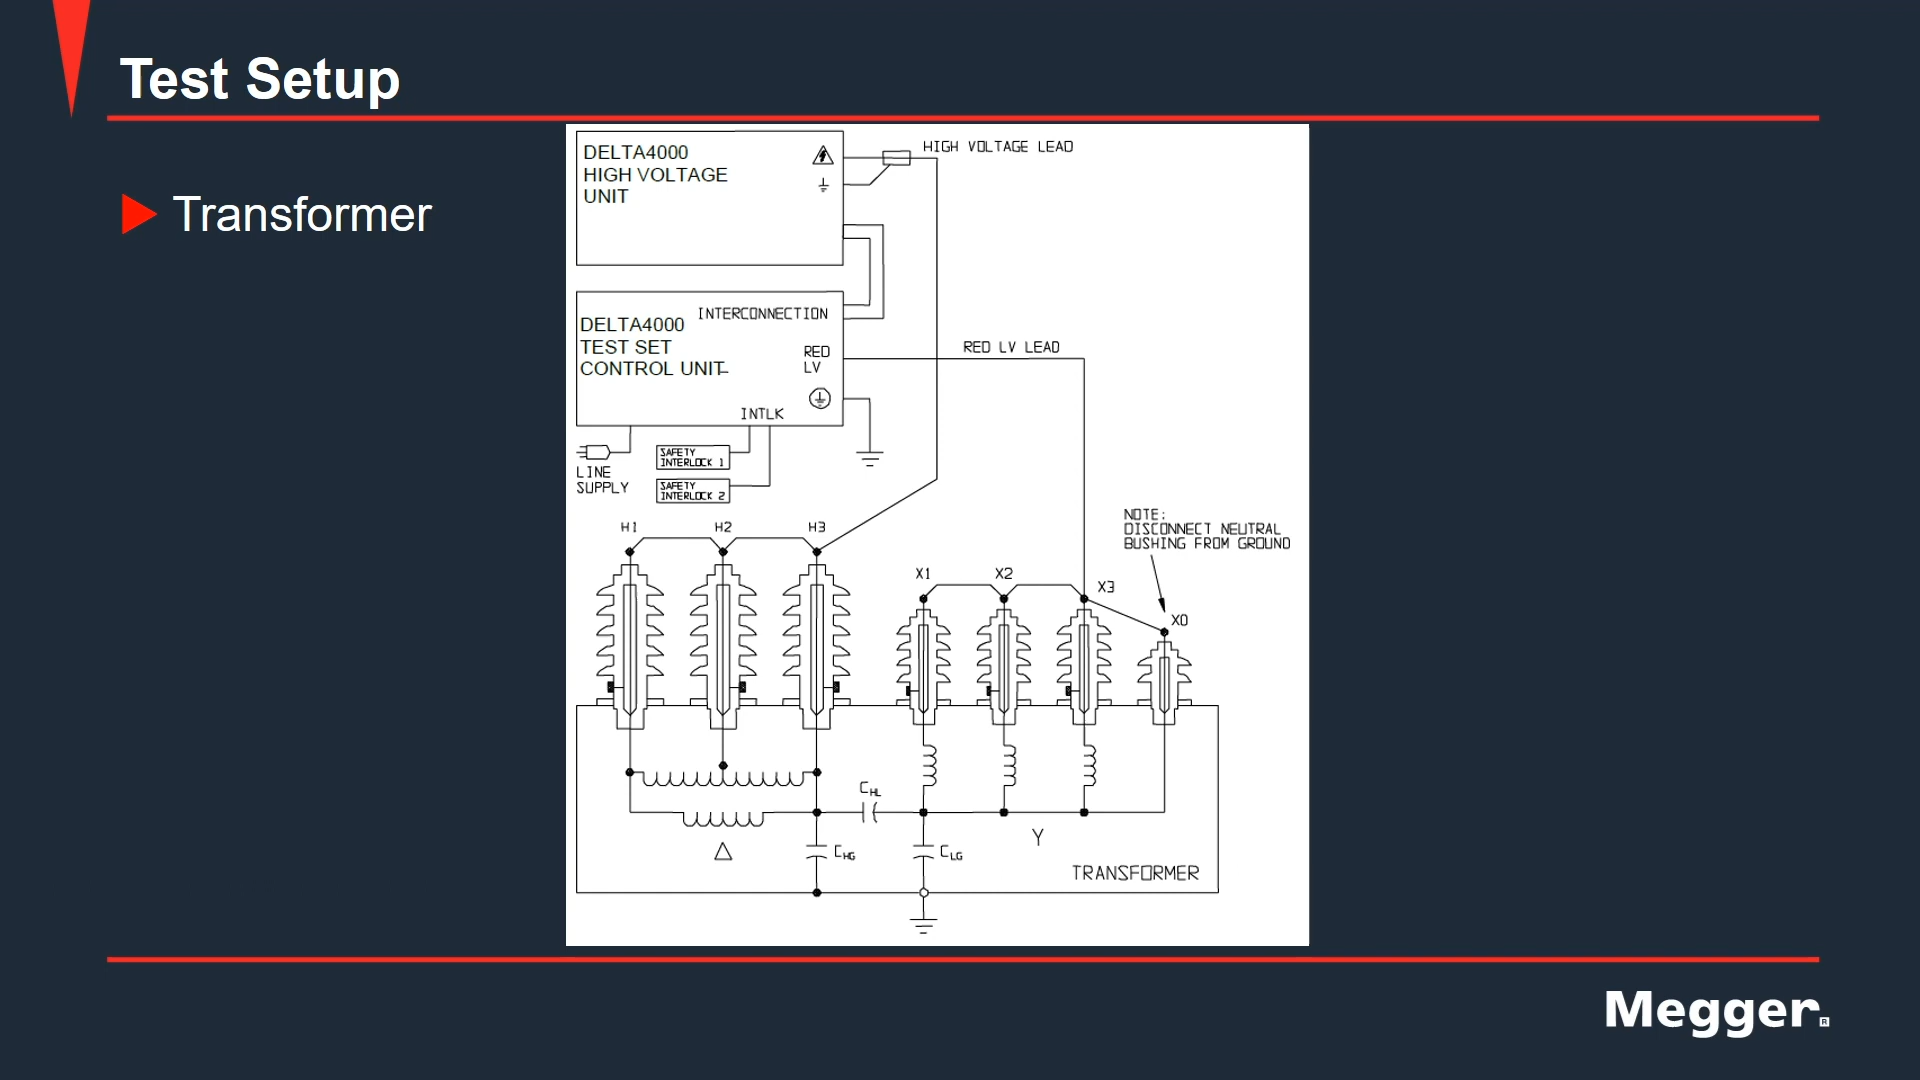 Test Setup
Transformer
DELTA4000
HIGH VOLTAGE
UNIT
HIGH VOLTAGE LEAD
INTERCONNECTION
DELTA4000
TEST SET
CONTROL UNIT
RED
LV
RED LV LEAD
INTLK
LINE
SUPPLY
SAFETY
INTERLOCK 1
SAFETY
INTERLOCK 2
NOTE:
DISCONNECT NEUTRAL
BUSHING FROM GROUND
H1
H2
H3
X1
X2
X3
X0
CHL
CHG
CLG
Y
TRANSFORMER
Megger®